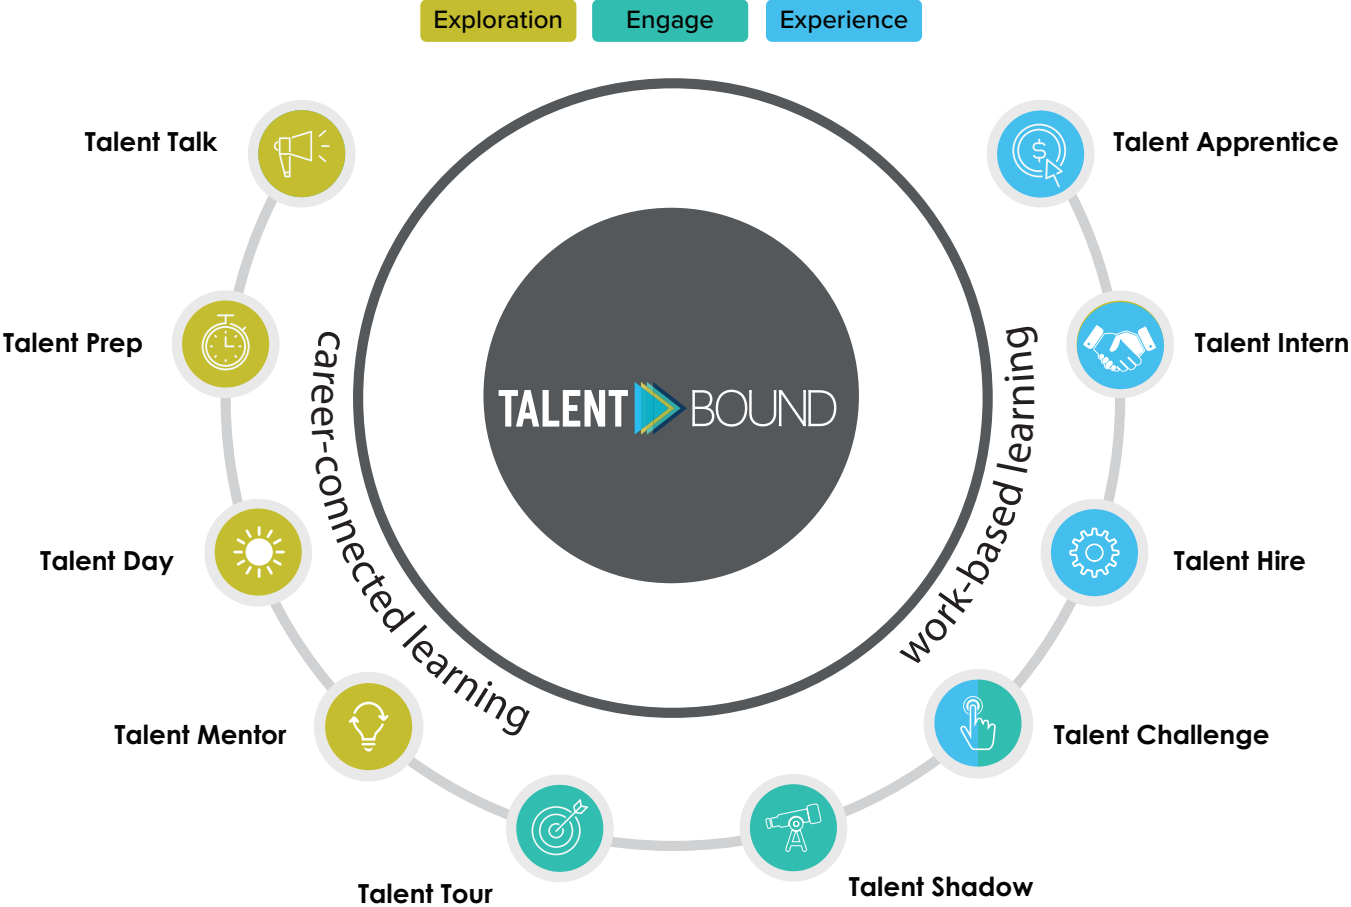 Exploration
Engage
Experience
Talent Talk
Talent Apprentice
Talent Prep
Talent Intern
Career-connected learning
work-based learning
TALENT BOUND
Talent Day
Talent Hire
Talent Mentor
Talent Challenge
Talent Tour
Talent Shadow
$